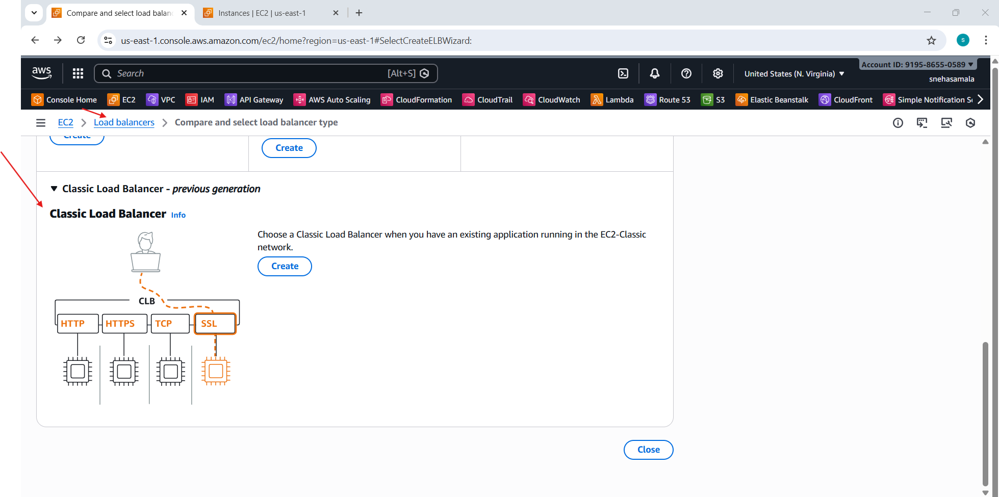 Compare and select load balanc
Instances | EC2 | us-east-1
us-east-1.console.aws.amazon.com/ec2/home?region=us-east-1#SelectCreateELBWizard:
S
aws
Search
[Alt+S]
United States (N. Virginia)
Account ID: 9195-8655-0589
snehasamala
Console Home EC2 VPC IAM API Gateway AWS Auto Scaling CloudFormation CloudTrail CloudWatch Lambda Route 53 S3 Elastic Beanstalk CloudFront Simple Notification S
EC2 Load balancers Compare and select load balancer type
Create
Create
Classic Load Balancer - previous generation
Classic Load Balancer Info
Choose a Classic Load Balancer when you have an existing application running in the EC2-Classic
network.
Create
CLB
HTTP HTTPS TCP SSL
Close